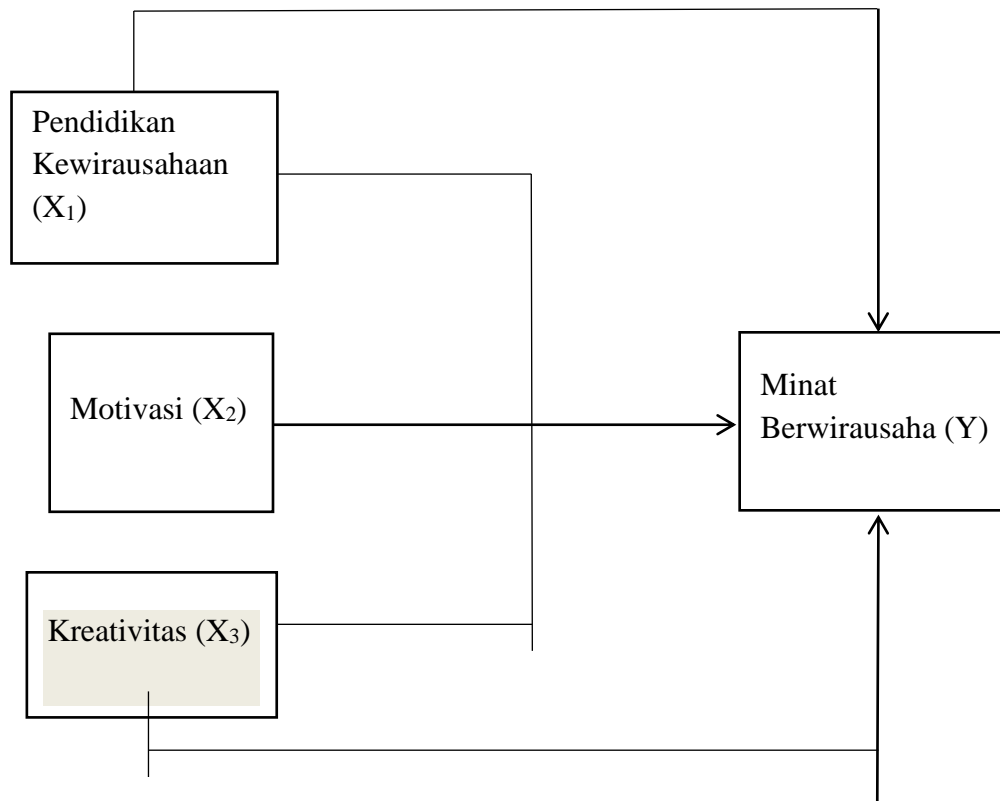 Pendidikan
Kewirausahaan
(X₁)
Motivasi (X₂)
Minat
Berwirausaha (Y)
Kreativitas (X₃)